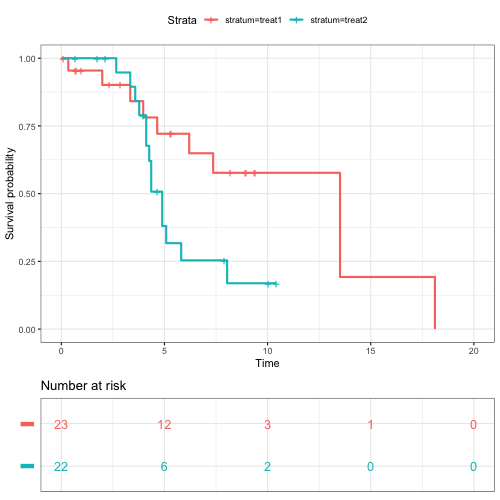 Strata stratum=treat1 stratum=treat2
Survival probability
1.00
0.75
0.50
0.25
0.00
0 5 10 15 20
Time
Number at risk
23 12 3 1 0
22 6 2 0 0